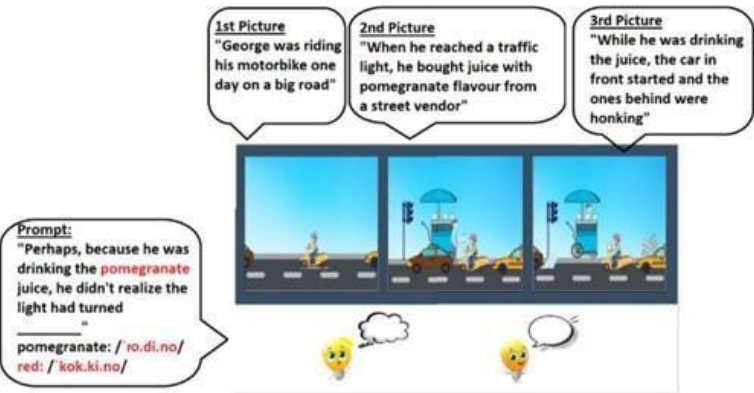 1st Picture
"George was riding
his motorbike one
day on a big road"
2nd Picture
"When he reached a traffic
light, he bought juice with
pomegranate flavour from
a street vendor"
3rd Picture
"While he was drinking
the juice, the car in
front started and the
ones behind were
honking"
Prompt:
"Perhaps, because he was
drinking the pomegranate
juice, he didn't realize the
light had turned
________"
pomegranate: /ˈro.di.no/
red: /ˈkok.ki.no/